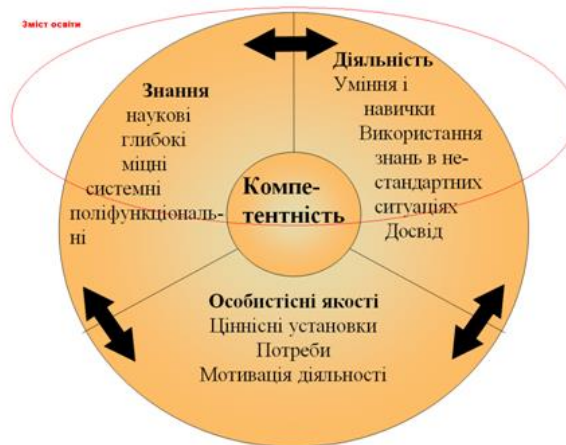 Зміст освіти
Знання
наукові
глибокі
міцні
системні
поліфункціональ-
ні
Діяльність
Уміння і
навички
Використання
знань в не-
стандартних
ситуаціях
Досвід
Компе-
тентність
Особистісні якості
Ціннісні установки
Потреби
Мотивація діяльності